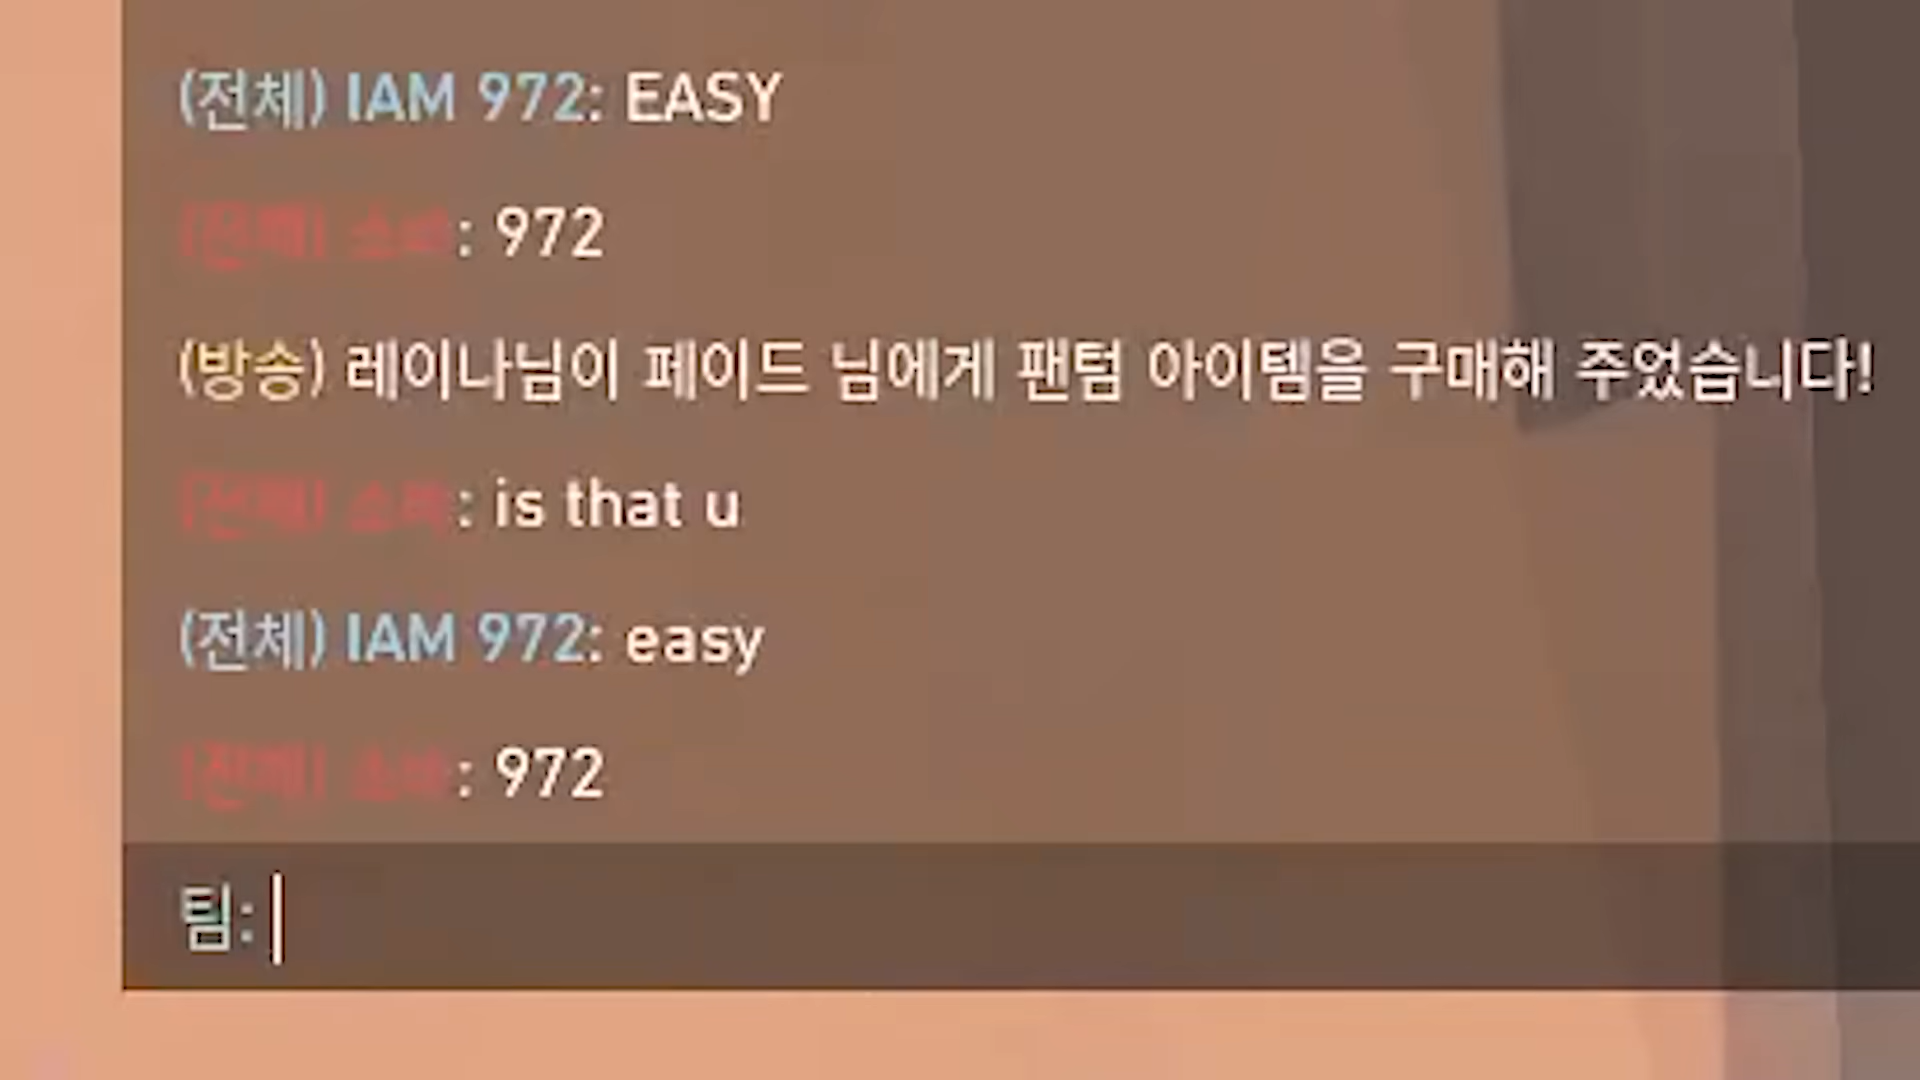 (전체) IAM 972: EASY
: 972
(방송) 레이나님이 페이드 님에게 팬텀 아이템을 구매해 주었습니다!
: is that u
(전체) IAM 972: easy
: 972
팀: